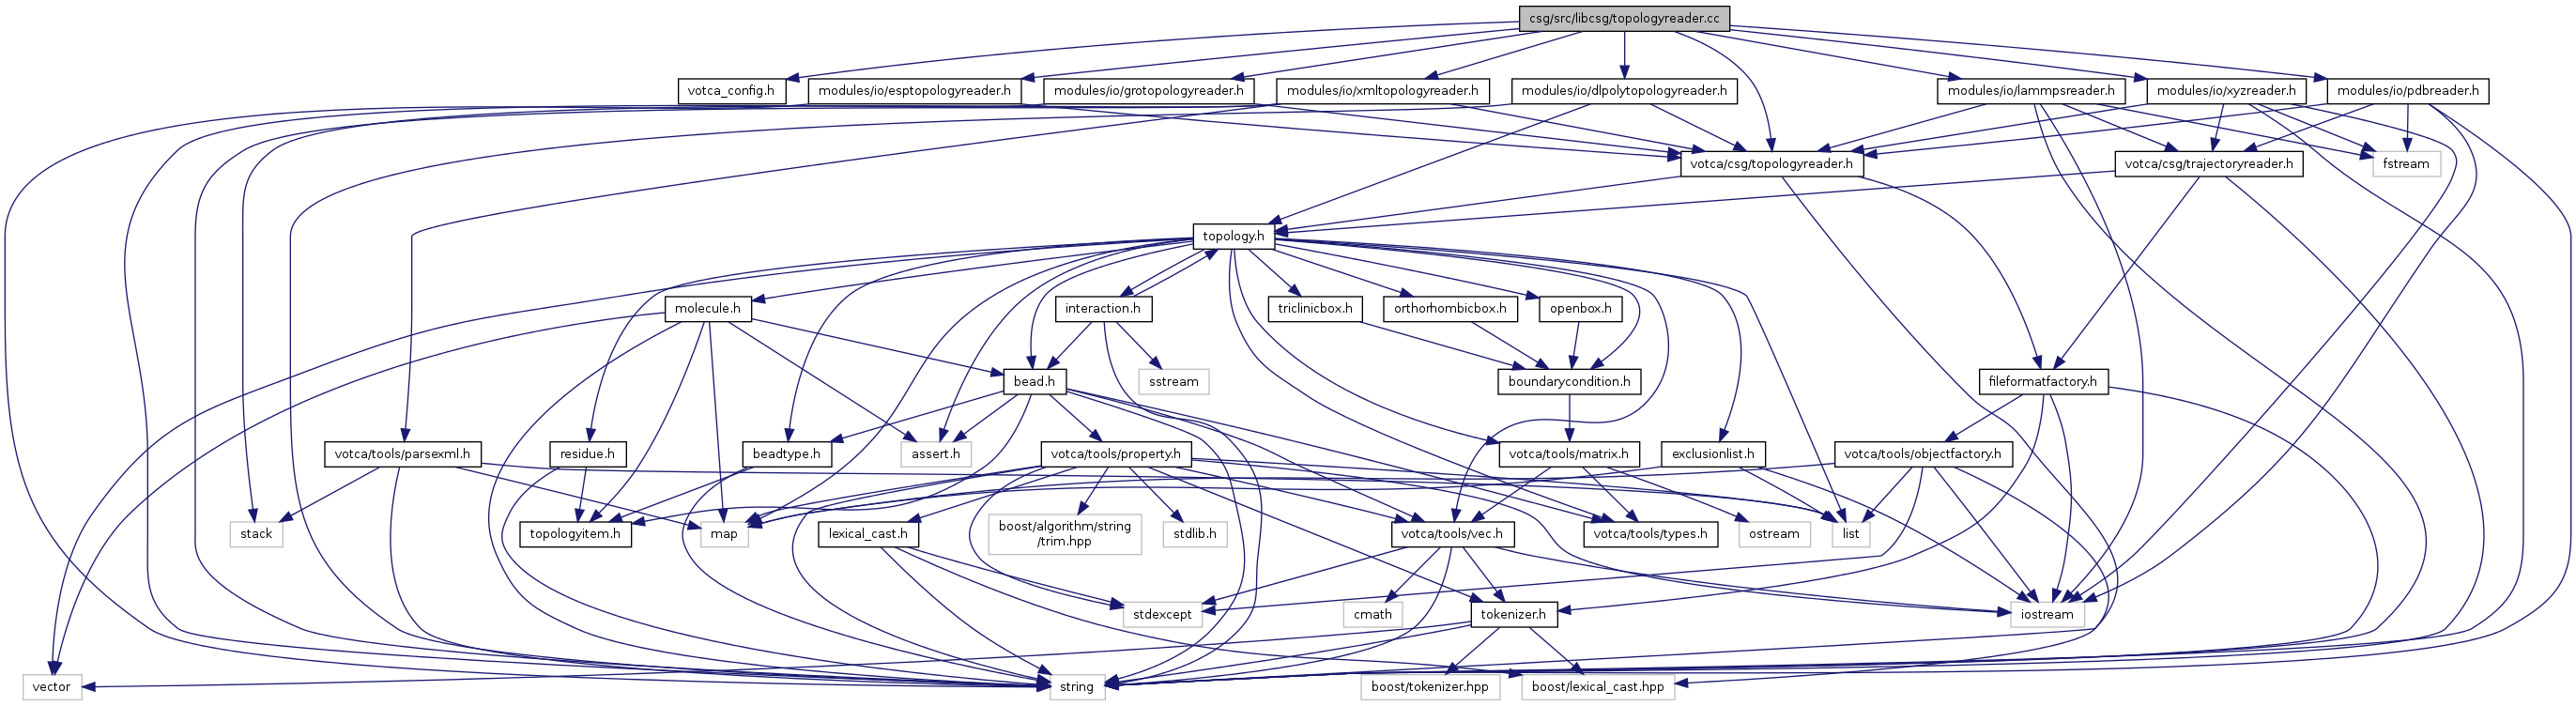 csg/src/libcsg/topologyreader.cc
votca_config.h
modules/io/esptopologyreader.h
modules/io/grotopologyreader.h
modules/io/xmltopologyreader.h
modules/io/dlpolytopologyreader.h
modules/io/lammpsreader.h
modules/io/xyzreader.h
modules/io/pdbreader.h
votca/csg/topologyreader.h
votca/csg/trajectoryreader.h
fstream
topology.h
molecule.h
interaction.h
triclinicbox.h
orthorhombicbox.h
openbox.h
bead.h
sstream
boundarycondition.h
fileformatfactory.h
votca/tools/parsexml.h
residue.h
beadtype.h
assert.h
votca/tools/property.h
votca/tools/matrix.h
exclusionlist.h
votca/tools/objectfactory.h
stack
topologyitem.h
map
lexical_cast.h
boost/algorithm/string
/trim.hpp
stdlib.h
votca/tools/vec.h
votca/tools/types.h
ostream
list
stdexcept
cmath
tokenizer.h
iostream
vector
string
boost/tokenizer.hpp
boost/lexical_cast.hpp